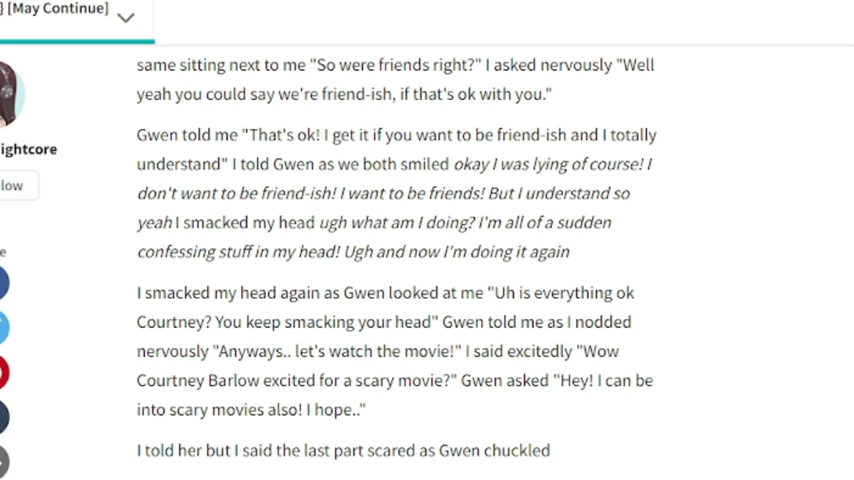 } [May Continue]
same sitting next to me "So were friends right?" I asked nervously "Well
yeah you could say we're friend-ish, if that's ok with you."
Gwen told me "That's ok! I get it if you want to be friend-ish and I totally
understand" I told Gwen as we both smiled okay I was lying of course! I
don't want to be friend-ish! I want to be friends! But I understand so
yeah I smacked my head ugh what am I doing? I'm all of a sudden
confessing stuff in my head! Ugh and now I'm doing it again
ightcore
low
e
I smacked my head again as Gwen looked at me "Uh is everything ok
Courtney? You keep smacking your head" Gwen told me as I nodded
nervously "Anyways.. let's watch the movie!" I said excitedly "Wow
Courtney Barlow excited for a scary movie?" Gwen asked "Hey! I can be
into scary movies also! I hope.."
I told her but I said the last part scared as Gwen chuckled